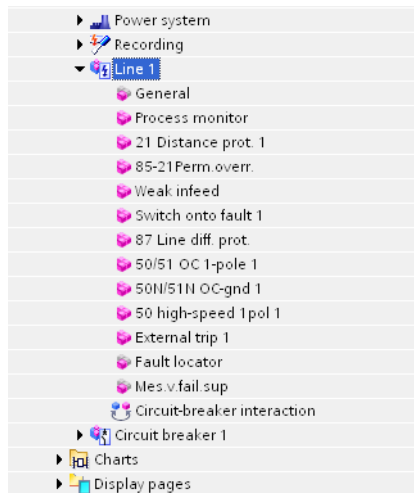 Power system
Recording
Line 1
General
Process monitor
21 Distance prot. 1
85-21Perm.overr.
Weak infeed
Switch onto fault 1
87 Line diff. prot.
50/51 OC 1-pole 1
50N/51N OC-gnd 1
50 high-speed 1pol 1
External trip 1
Fault locator
Mes.v.fail.sup
Circuit-breaker interaction
Circuit breaker 1
Charts
Display pages